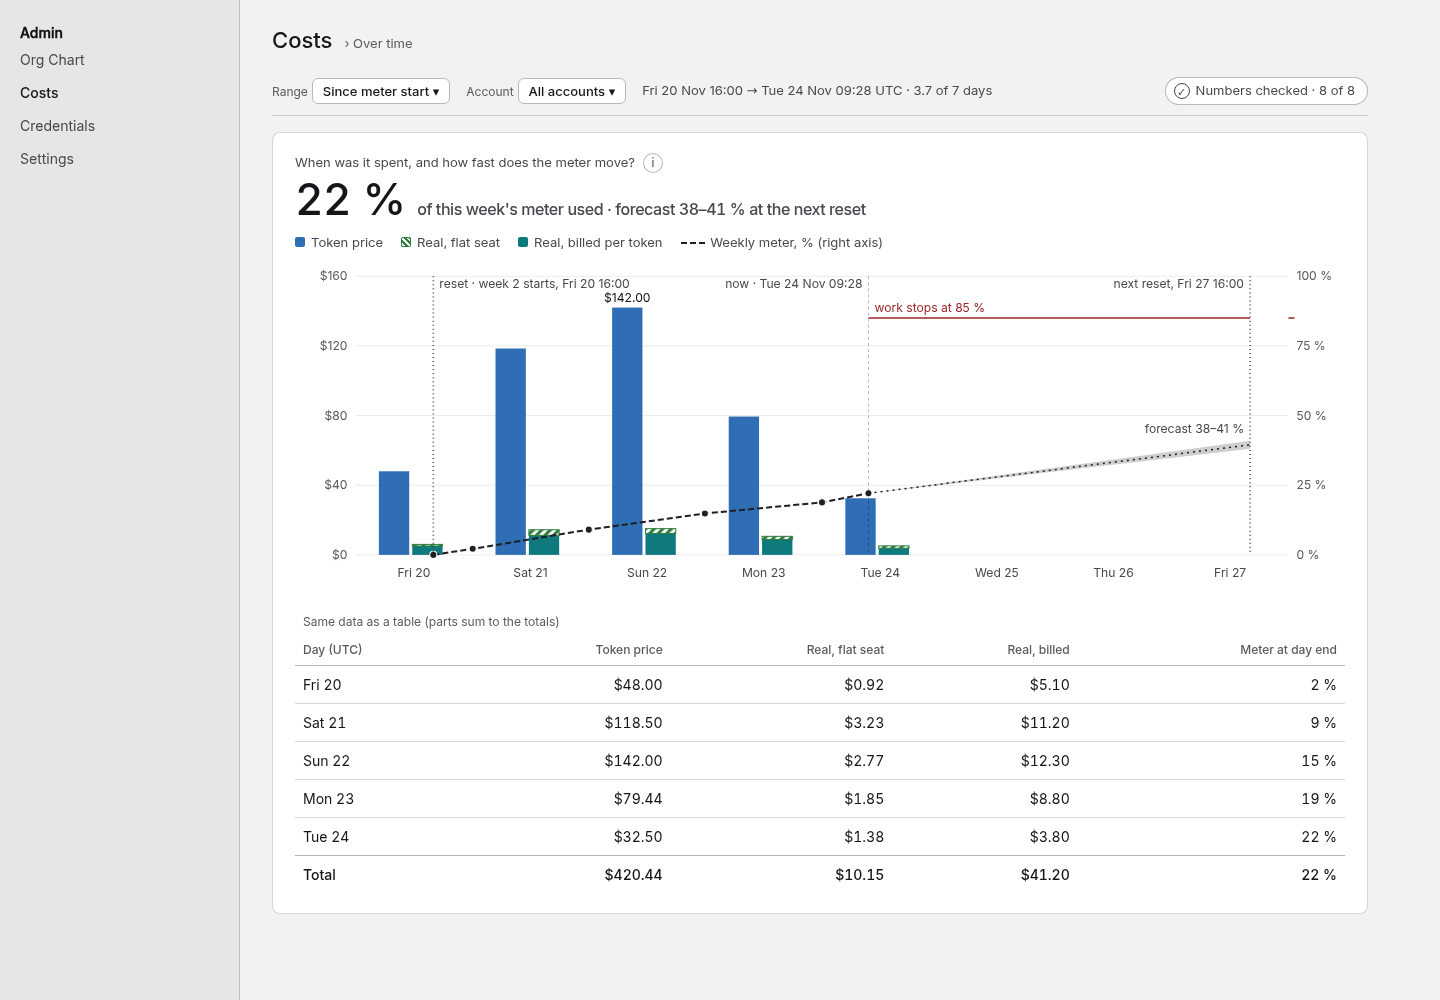 Admin
Org Chart
Costs
Credentials
Settings
Costs › Over time
Range Since meter start ▾ Account All accounts ▾ Fri 20 Nov 16:00 → Tue 24 Nov 09:28 UTC · 3.7 of 7 days ✓ Numbers checked · 8 of 8
When was it spent, and how fast does the meter move? i
22 % of this week's meter used · forecast 38–41 % at the next reset
Token price Real, flat seat Real, billed per token Weekly meter, % (right axis)
$160 100 %
reset · week 2 starts, Fri 20 16:00 now · Tue 24 Nov 09:28 next reset, Fri 27 16:00
$142.00
work stops at 85 %
$120 75 %
$80 50 %
forecast 38–41 %
$40 25 %
$0 0 %
Fri 20 Sat 21 Sun 22 Mon 23 Tue 24 Wed 25 Thu 26 Fri 27
Same data as a table (parts sum to the totals)
Day (UTC) Token price Real, flat seat Real, billed Meter at day end
Fri 20 $48.00 $0.92 $5.10 2 %
Sat 21 $118.50 $3.23 $11.20 9 %
Sun 22 $142.00 $2.77 $12.30 15 %
Mon 23 $79.44 $1.85 $8.80 19 %
Tue 24 $32.50 $1.38 $3.80 22 %
Total $420.44 $10.15 $41.20 22 %